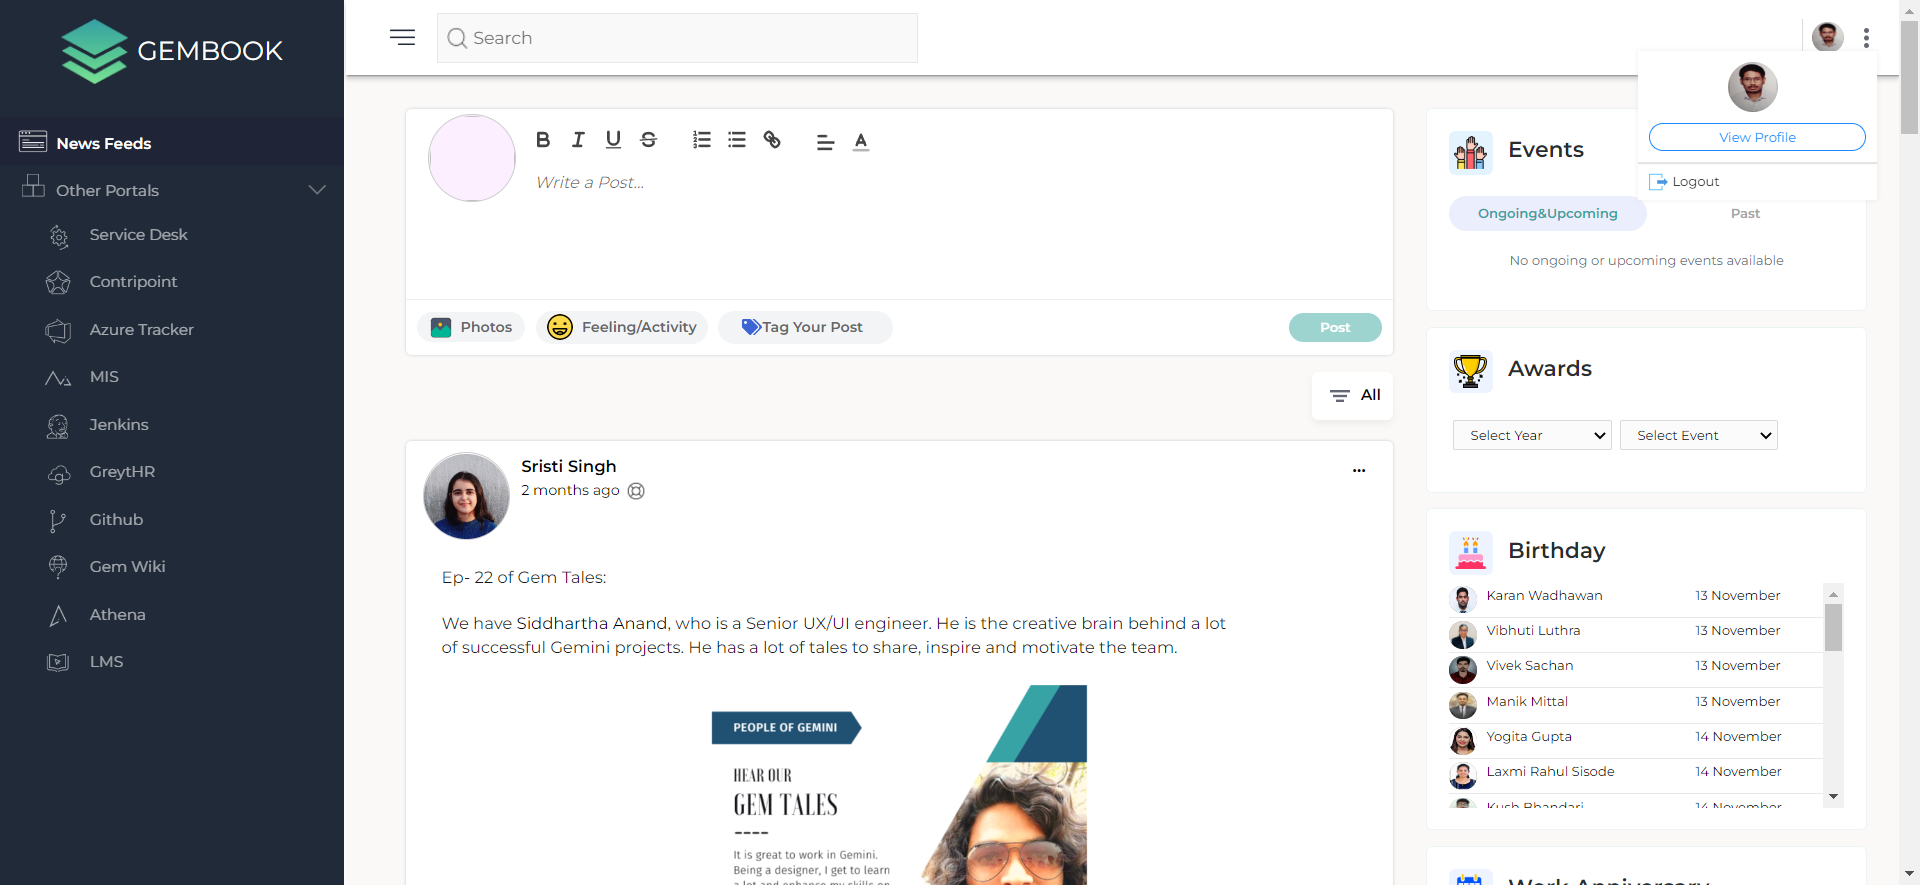 GEMBOOK
News Feeds
Other Portals
Service Desk
Contripoint
Azure Tracker
MIS
Jenkins
GreytHR
Github
Gem Wiki
Athena
LMS
Search
View Profile
Logout
Write a Post...
Photos
Feeling/Activity
Tag Your Post
Post
All
Sristi Singh
2 months ago
Ep- 22 of Gem Tales:
We have Siddhartha Anand, who is a Senior UX/UI engineer. He is the creative brain behind a lot
of successful Gemini projects. He has a lot of tales to share, inspire and motivate the team.
PEOPLE OF GEMINI
HEAR OUR
GEM TALES
It is great to work in Gemini.
Being a designer, I get to learn
a lot and enhance my skills on
Events
Ongoing&Upcoming
Past
No ongoing or upcoming events available
Awards
Select Year
Select Event
Birthday
Karan Wadhawan 13 November
Vibhuti Luthra 13 November
Vivek Sachan 13 November
Manik Mittal 13 November
Yogita Gupta 14 November
Laxmi Rahul Sisode 14 November
Kush Bhandari 14 November
Work Anniversary